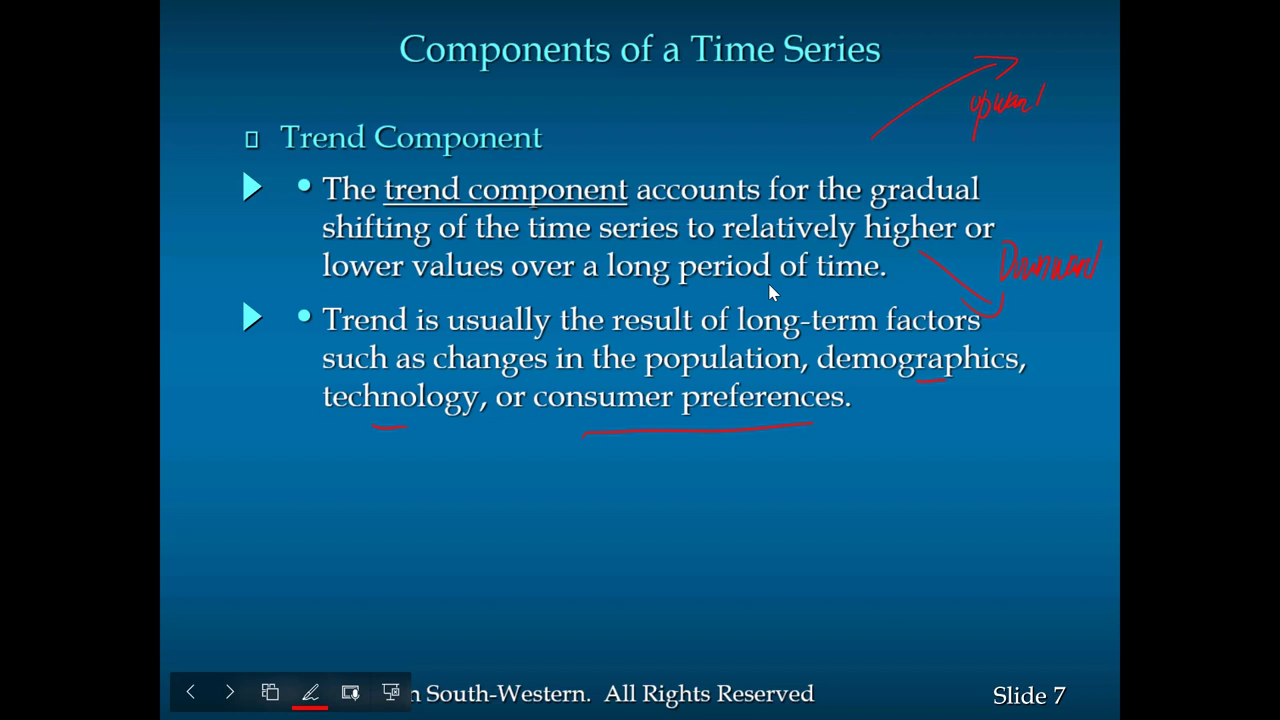 Components of a Time Series
upward
Trend Component
• The trend component accounts for the gradual
shifting of the time series to relatively higher or
lower values over a long period of time.
Downward
• Trend is usually the result of long-term factors
such as changes in the population, demographics,
technology, or consumer preferences.
South-Western. All Rights Reserved
Slide 7